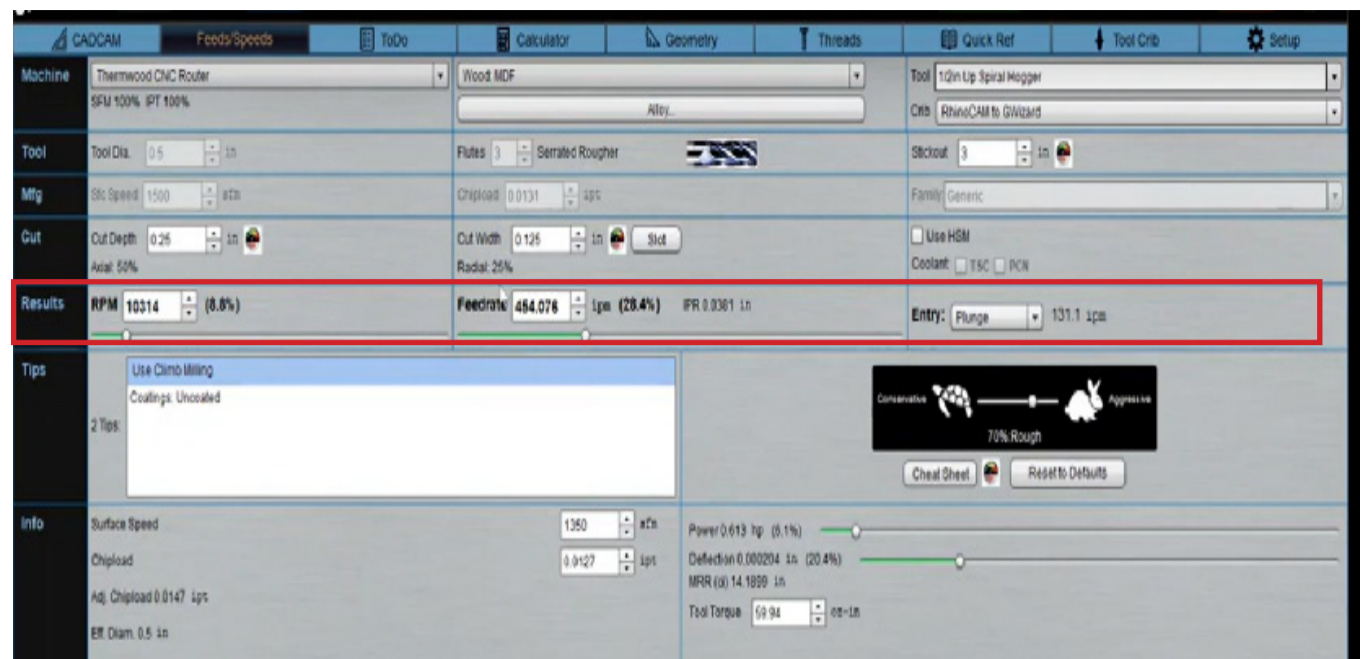 CADCAM Feeds/Speeds ToDo Calculator Geometry Threads Quick Ref Tool Crib Setup
Machine Thermwood CNC Router Wood: MDF Tool 1/2in Up Spiral Hogger
SFM 100% IPT 100% Alloy... Crib RhinoCAM to GWizard
Tool Tool Dia. 0.5 in Flutes 3 Serrated Rougher Stickout 3 in
Mfg Sfc Speed 1500 sfm Chipload 0.0131 ipt Family Generic
Cut Cut Depth 0.25 in Cut Width 0.125 in Slot Use HSM
Axial: 50% Radial: 25% Coolant: TSC PCN
Results RPM 10314 (8.8%) Feedrate 454.076 ipm (28.4%) IPR 0.0381 in Entry: Plunge 131.1 ipm
Tips Use Climb Milling
Coatings: Uncoated
2 Tips:
Conservative Aggressive
70% Rough
Cheat Sheet Reset to Defaults
Info Surface Speed 1350 sfm Power 0.613 hp (6.1%)
Chipload 0.0127 ipt Deflection 0.000204 in (20.4%)
MRR (ci) 14.1899 in
Adj. Chipload 0.0147 ipt Tool Torque 59.94 oz-in
Eff. Diam. 0.5 in